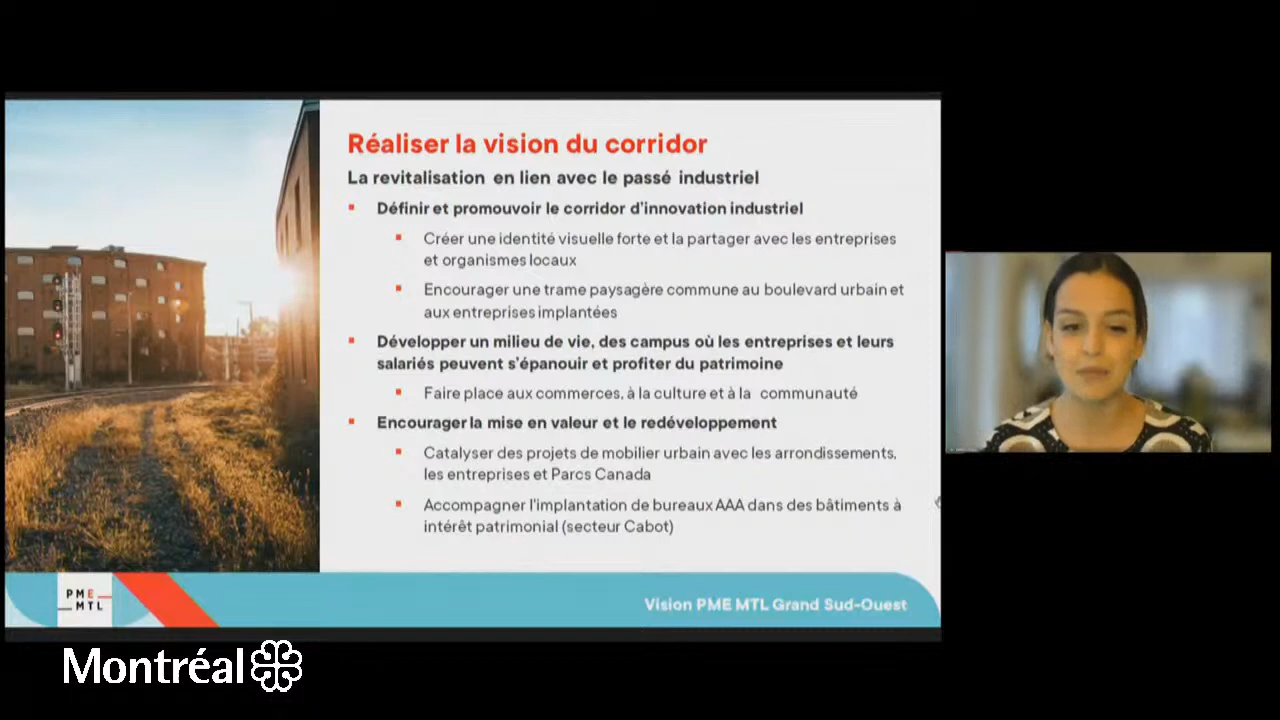 Réaliser la vision du corridor
La revitalisation en lien avec le passé industriel
Définir et promouvoir le corridor d'innovation industriel
Créer une identité visuelle forte et la partager avec les entreprises
et organismes locaux
Encourager une trame paysagère commune au boulevard urbain et
aux entreprises implantées
Développer un milieu de vie, des campus où les entreprises et leurs
salariés peuvent s'épanouir et profiter du patrimoine
Faire place aux commerces, à la culture et à la communauté
Encourager la mise en valeur et le redéveloppement
Catalyser des projets de mobilier urbain avec les arrondissements,
les entreprises et Parcs Canada
Accompagner l'implantation de bureaux AAA dans des bâtiments à
intérêt patrimonial (secteur Cabot)
PME
MTL
Vision PME MTL Grand Sud-Ouest
Montréal